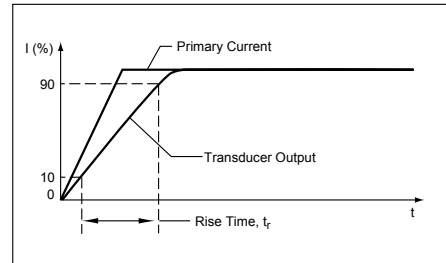 I (%)
Primary Current
90
Transducer Output
10
0
t
Rise Time, tr